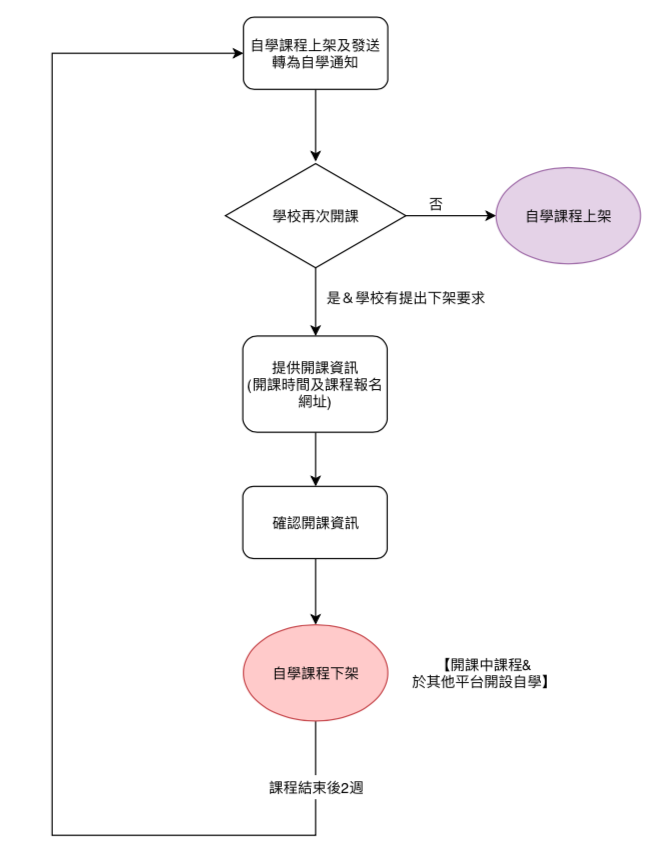 自學課程上架及發送
轉為自學通知
學校再次開課
否
自學課程上架
是＆學校有提出下架要求
提供開課資訊
(開課時間及課程報名
網址)
確認開課資訊
自學課程下架
【開課中課程&
於其他平台開設自學】
課程結束後2週